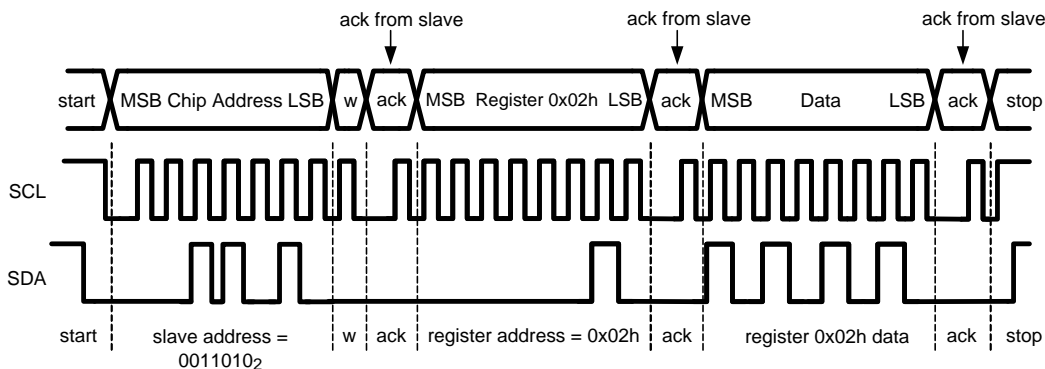 ack from slave ack from slave ack from slave
start MSB Chip Address LSB w ack MSB Register 0x02h LSB ack MSB Data LSB ack stop
SCL
SDA
start slave address = w ack register address = 0x02h ack register 0x02h data ack stop
0011010₂